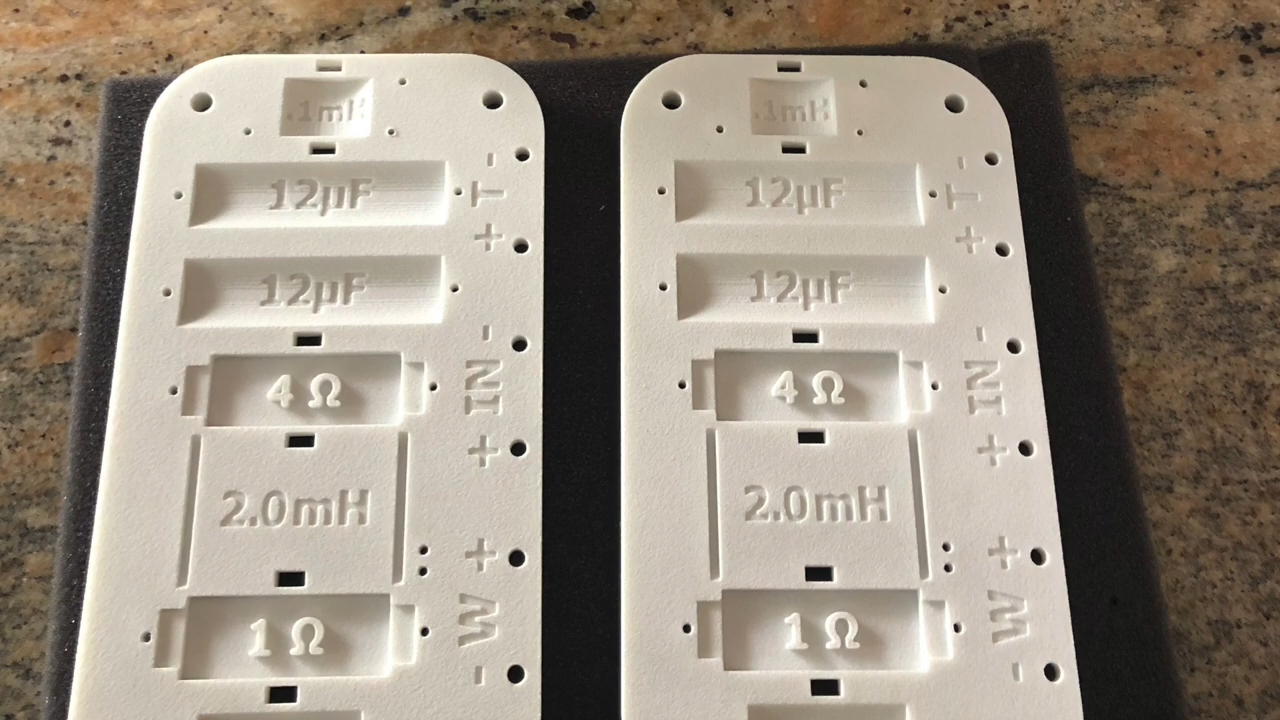 .1mH
12µF
T - +
12µF
4 Ω
IN - +
2.0mH
1 Ω
W + -
.1mH
12µF
T - +
12µF
4 Ω
IN - +
2.0mH
1 Ω
W + -